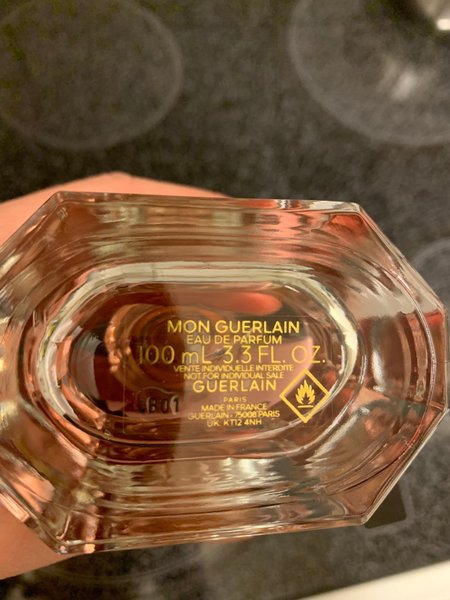 MON GUERLAIN
EAU DE PARFUM
100 mL 3.3 FL. OZ.
VENTE INDIVIDUELLE INTERDITE
NOT FOR INDIVIDUAL SALE
GUERLAIN
PARIS
MADE IN FRANCE
GUERLAIN - 75008 PARIS
UK: KT12 4NH